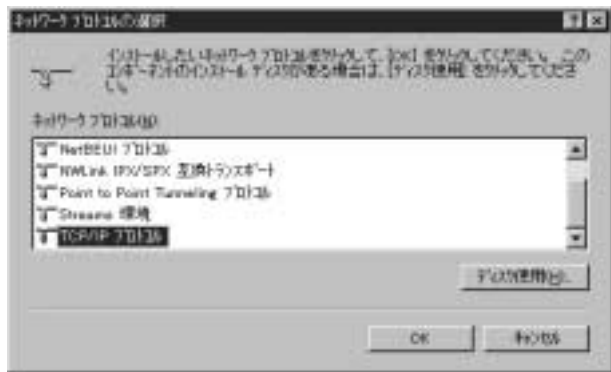 ﾈｯﾄﾜｰｸ ﾌﾟﾛﾄｺﾙの選択
ｲﾝｽﾄｰﾙしたいﾈｯﾄﾜｰｸ ﾌﾟﾛﾄｺﾙをｸﾘｯｸして、[OK] をｸﾘｯｸしてください。この
ｺﾝﾎﾟｰﾈﾝﾄのｲﾝｽﾄｰﾙ ﾃﾞｨｽｸがある場合は、[ﾃﾞｨｽｸ使用] をｸﾘｯｸしてくださ
い。
ﾈｯﾄﾜｰｸ ﾌﾟﾛﾄｺﾙ(N):
NetBEUI ﾌﾟﾛﾄｺﾙ
NWLink IPX/SPX 互換ﾄﾗﾝｽﾎﾟｰﾄ
Point to Point Tunneling ﾌﾟﾛﾄｺﾙ
Streams 環境
TCP/IP ﾌﾟﾛﾄｺﾙ
ﾃﾞｨｽｸ使用(H)...
OK
ｷｬﾝｾﾙ